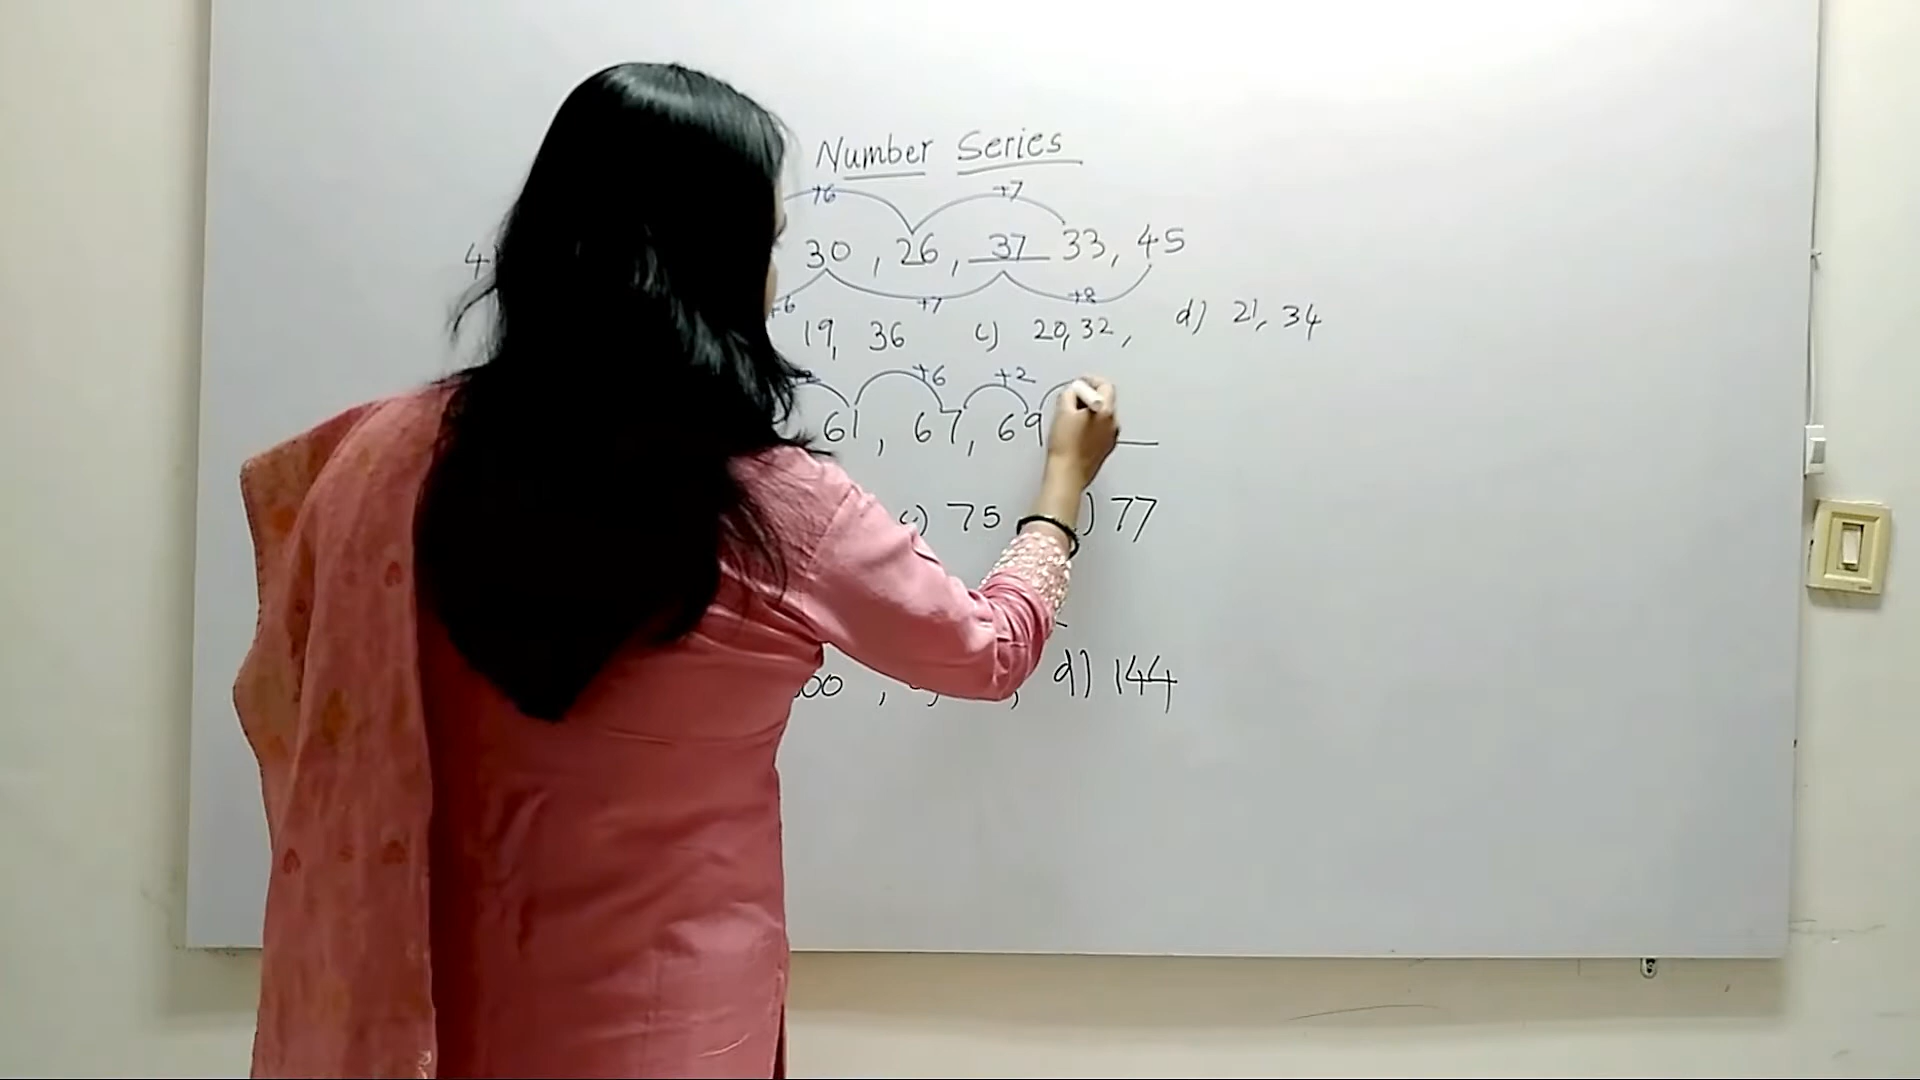 Number Series
+6 +7
4 30 , 26 , 37 33 , 45
+6 +7 +8
19, 36 c) 20, 32 , d) 21, 34
+6 +2
61 , 67 , 69
c) 75 ) 77
00 , , d) 144